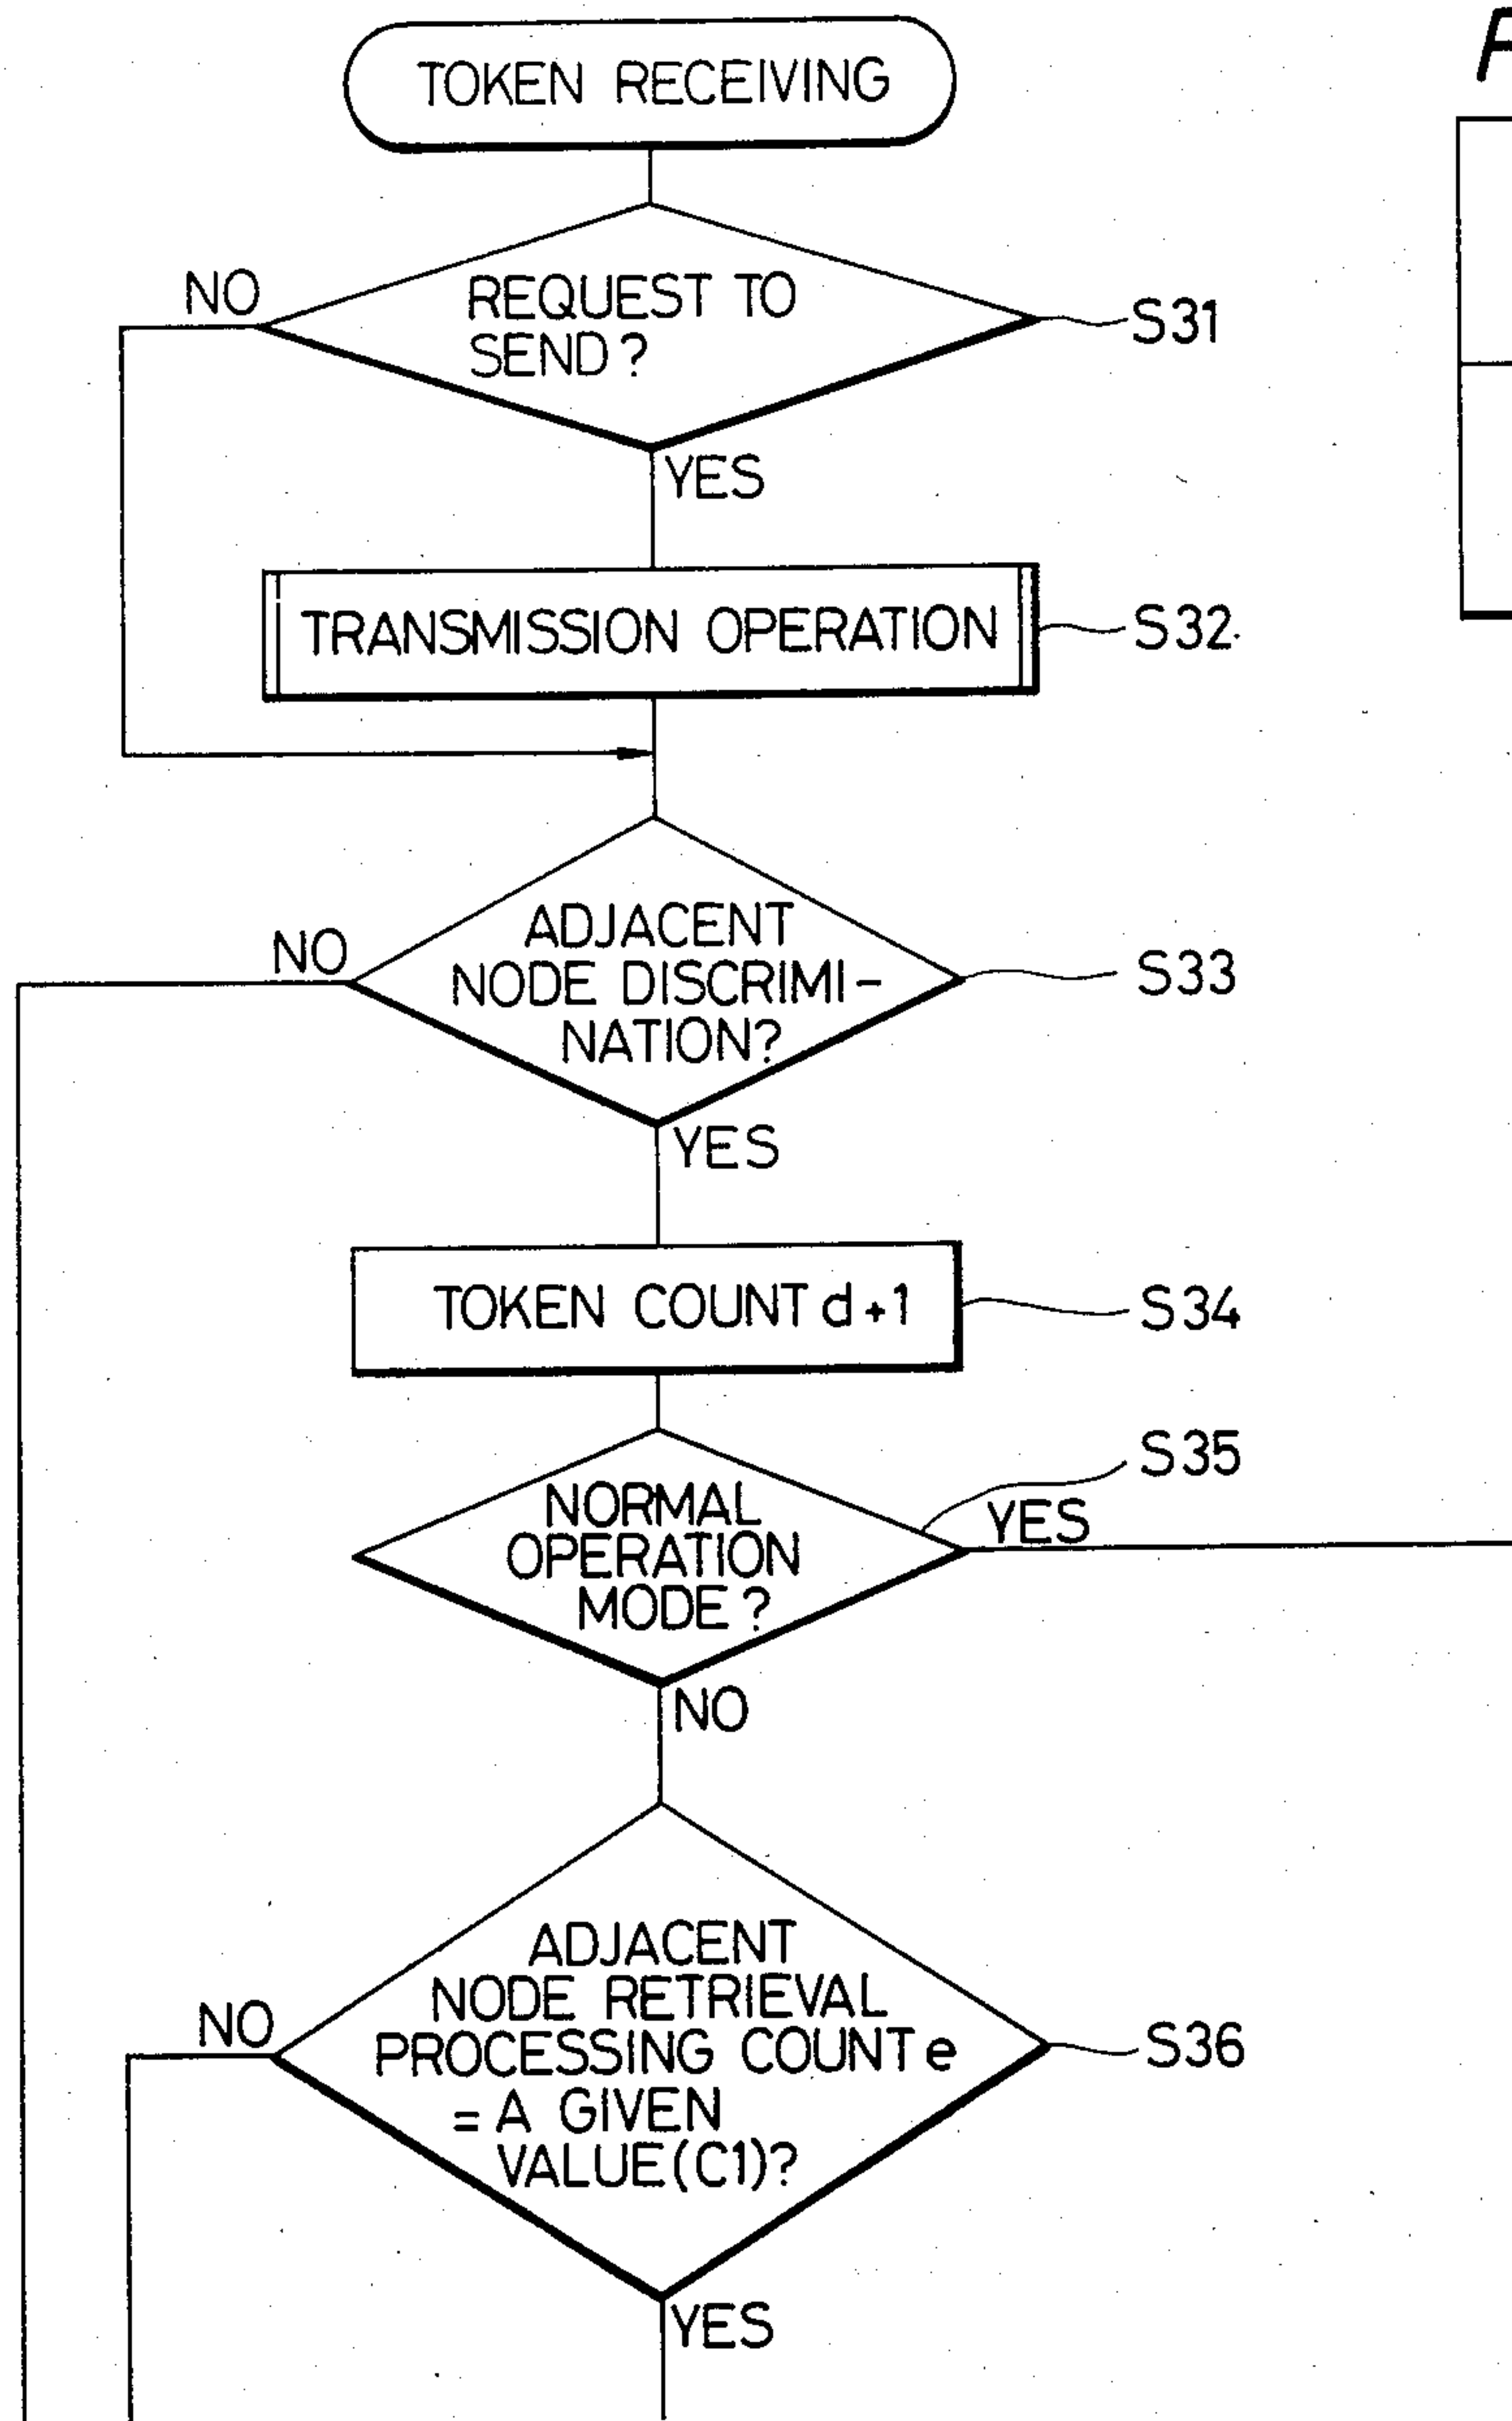 TOKEN RECEIVING
NO
REQUEST TO
SEND?
S31
YES
TRANSMISSION OPERATION
S32
NO
ADJACENT
NODE DISCRIMI-
NATION?
S33
YES
TOKEN COUNT d+1
S34
S35
NORMAL
OPERATION
MODE?
YES
NO
ADJACENT
NODE RETRIEVAL
PROCESSING COUNT e
= A GIVEN
VALUE(C1)?
NO
S36
YES